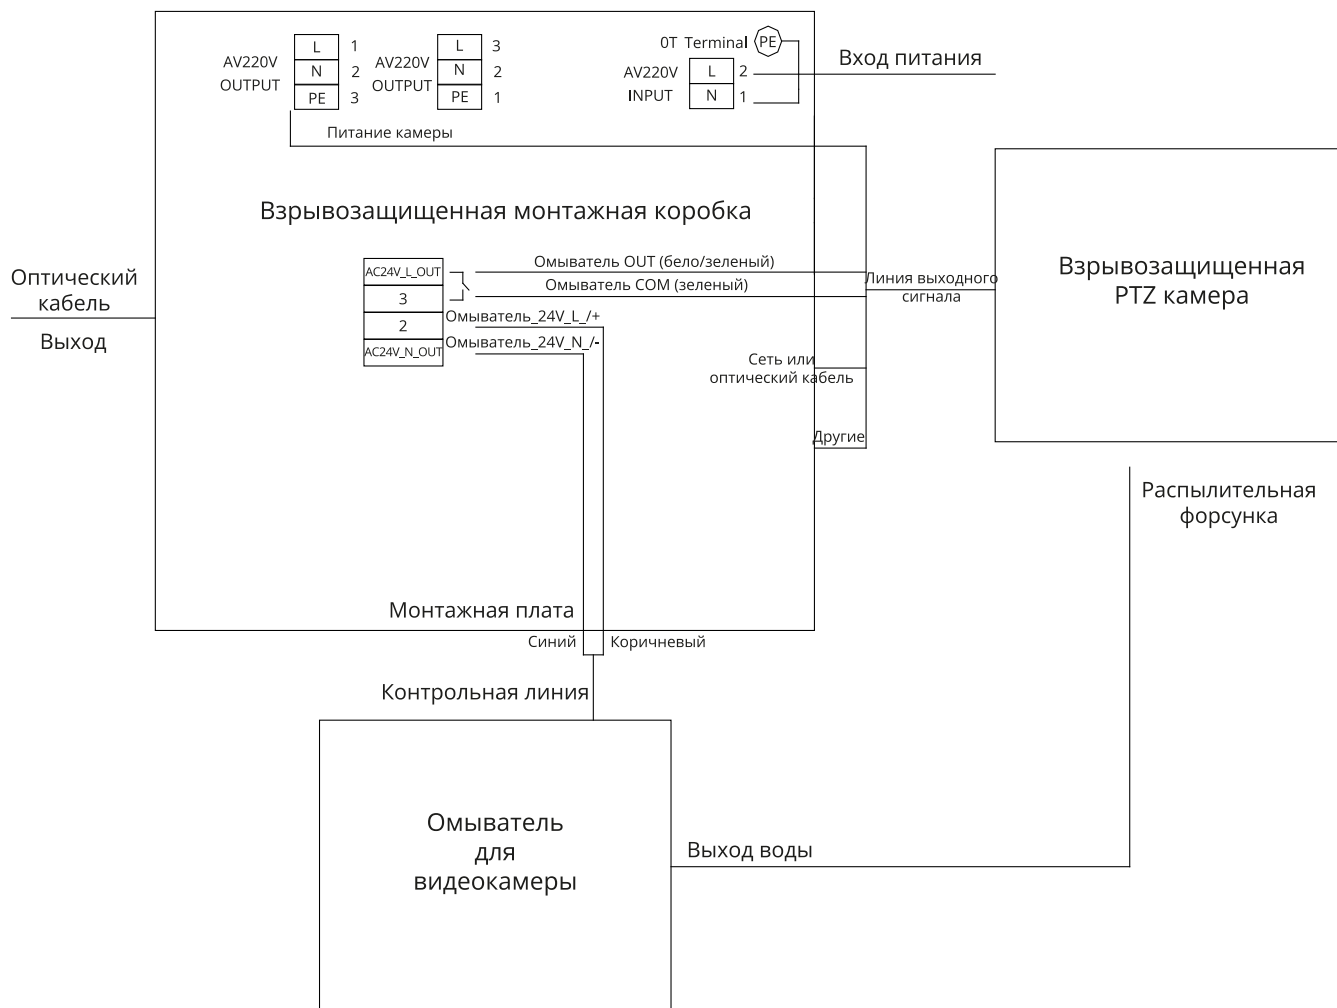 AV220V
OUTPUT
L 1
N 2
PE 3
AV220V
OUTPUT
L 3
N 2
PE 1
0T Terminal PE
AV220V
INPUT
L 2
N 1
Вход питания
Питание камеры
Взрывозащищенная монтажная коробка
Оптический
кабель
Выход
AC24V_L_OUT
3
2
AC24V_N_OUT
Омыватель OUT (бело/зеленый)
Омыватель COM (зеленый)
Омыватель_24V_L_/+
Омыватель_24V_N_/-
Линия выходного
сигнала
Взрывозащищенная
PTZ камера
Сеть или
оптический кабель
Другие
Распылительная
форсунка
Монтажная плата
Синий
Коричневый
Контрольная линия
Омыватель
для
видеокамеры
Выход воды